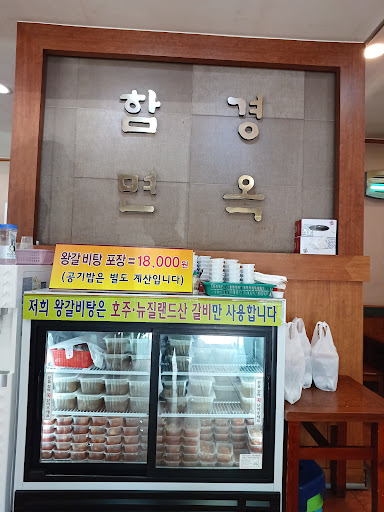 함 경
면 옥
왕갈비탕 포장=18,000원
(공기밥은 별도 계산입니다)
저희 왕갈비탕은 호주·뉴질랜드산 갈비만 사용합니다